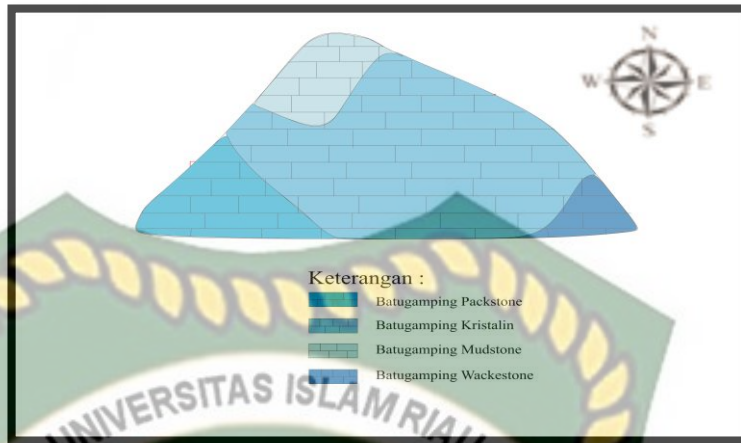 N
W E
S
Keterangan :
Batugamping Packstone
Batugamping Kristalin
Batugamping Mudstone
Batugamping Wackestone
UNIVERSITAS ISLAM RIAU